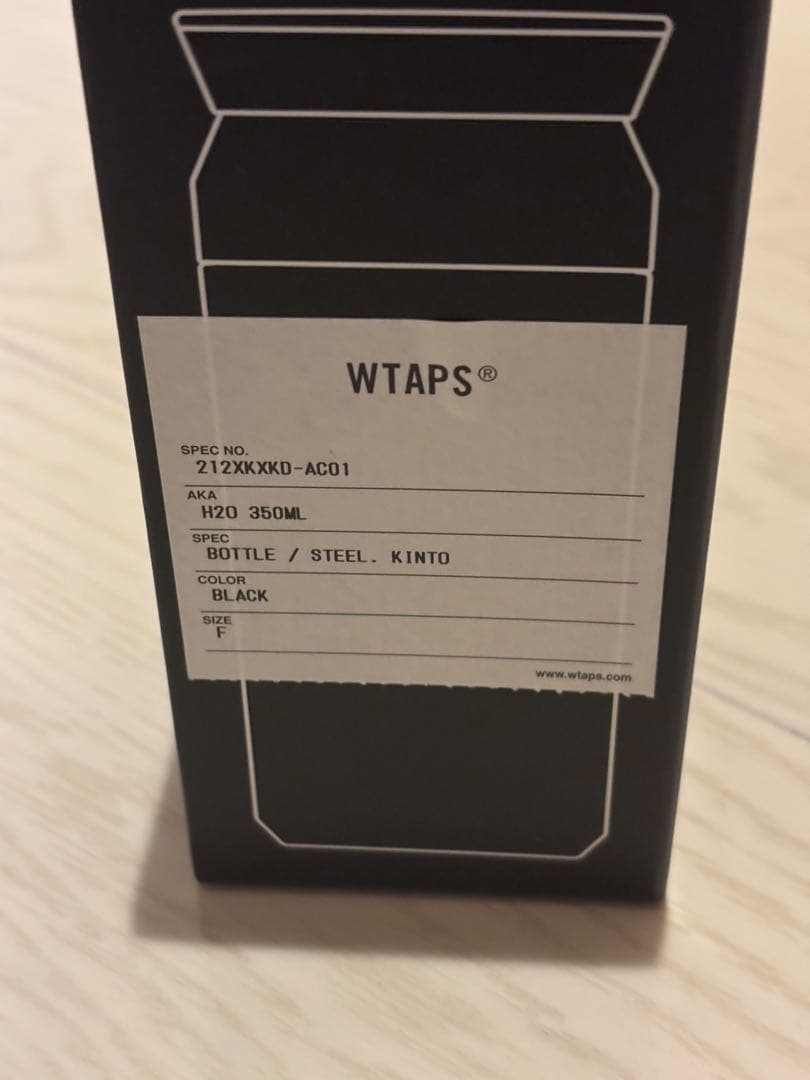 WTAPS®
SPEC NO.
212XKXKD-AC01
AKA
H2O 350ML
SPEC
BOTTLE / STEEL. KINTO
COLOR
BLACK
SIZE
F
www.wtaps.com